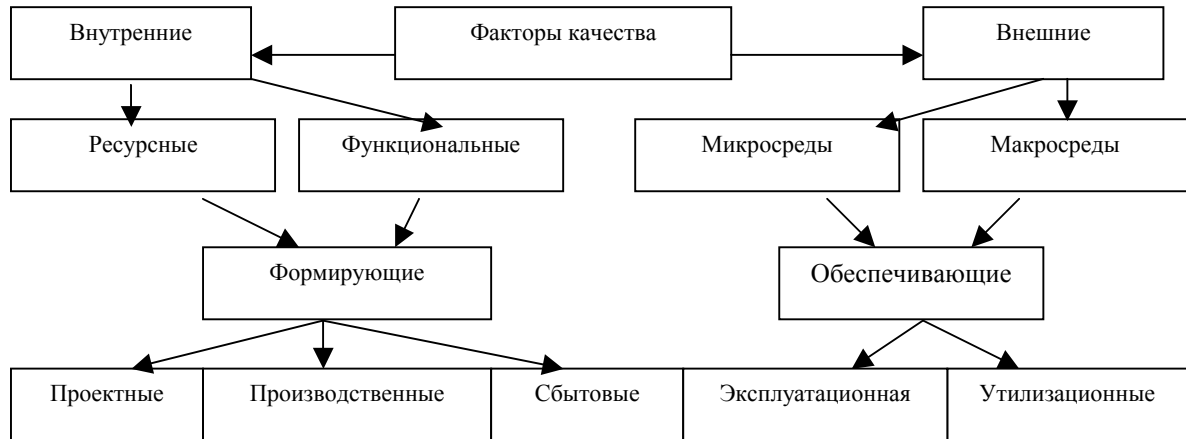 Внутренние
Факторы качества
Внешние
Ресурсные
Функциональные
Микросреды
Макросреды
Формирующие
Обеспечивающие
Проектные
Производственные
Сбытовые
Эксплуатационная
Утилизационные